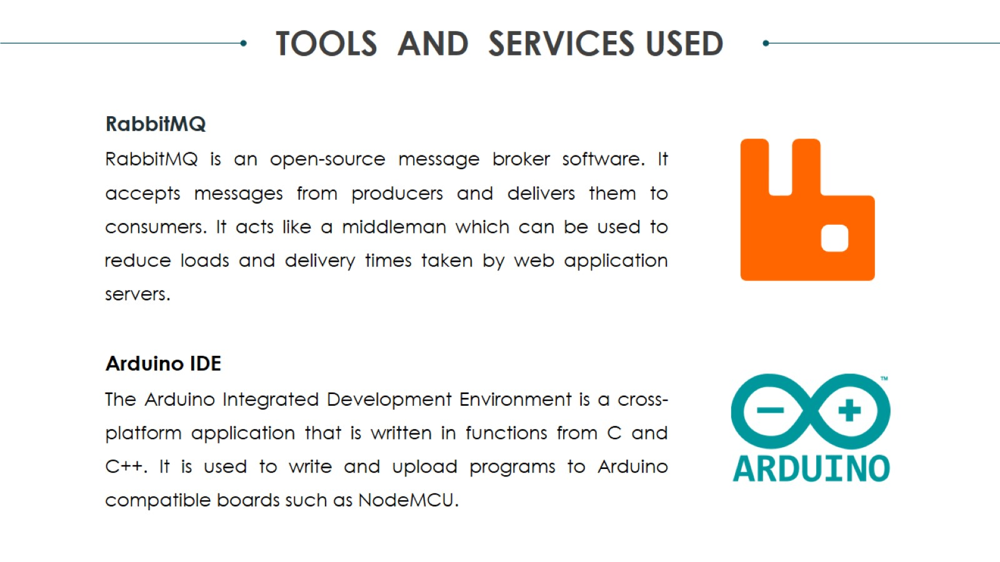 TOOLS AND SERVICES USED
RabbitMQ
RabbitMQ is an open-source message broker software. It
accepts messages from producers and delivers them to
consumers. It acts like a middleman which can be used to
reduce loads and delivery times taken by web application
servers.
Arduino IDE
The Arduino Integrated Development Environment is a cross-
platform application that is written in functions from C and
C++. It is used to write and upload programs to Arduino
compatible boards such as NodeMCU.
TM
ARDUINO